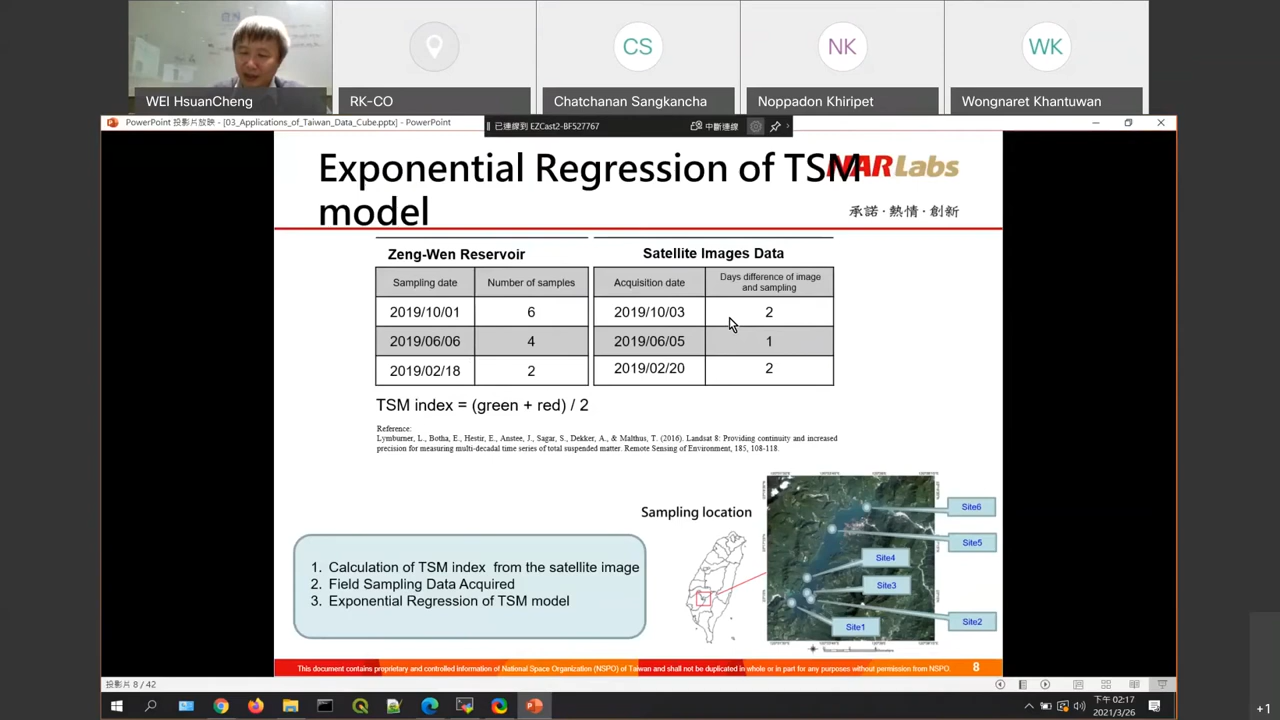 WEI HsuanCheng
RK-CO
CS
Chatchanan Sangkancha
NK
Noppadon Khiripet
WK
Wongnaret Khantuwan
PowerPoint 投影片放映 - [03_Applications_of_Taiwan_Data_Cube.pptx] - PowerPoint
已連線到 EZCast2-BF527767
中斷連線
Exponential Regression of TSM
model
NARLabs
承諾·熱情·創新
Zeng-Wen Reservoir
Sampling date Number of samples
2019/10/01 6
2019/06/06 4
2019/02/18 2
Satellite Images Data
Acquisition date Days difference of image and sampling
2019/10/03 2
2019/06/05 1
2019/02/20 2
TSM index = (green + red) / 2
Reference:
Lymburner, L., Botha, E., Hestir, E., Anstee, J., Sagar, S., Dekker, A., & Malthus, T. (2016). Landsat 8: Providing continuity and increased
precision for measuring multi-decadal time series of total suspended matter. Remote Sensing of Environment, 185, 108-118.
Sampling location
Site6
Site5
Site4
Site3
Site2
Site1
1. Calculation of TSM index from the satellite image
2. Field Sampling Data Acquired
3. Exponential Regression of TSM model
This document contains proprietary and controlled information of National Space Organization (NSPO) of Taiwan and shall not be duplicated in whole or in part for any purposes without permission from NSPO.
8
投影片 8 / 42
下午 02:17
2021/3/26
+1